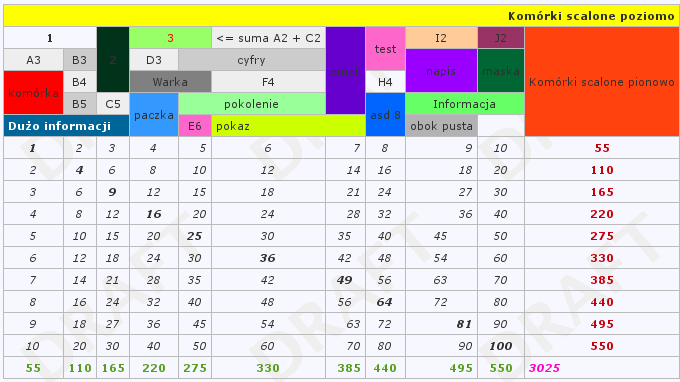 Komórki scalone poziomo
1 2 3 <= suma A2 + C2 test I2 J2 Komórki scalone pionowo
A3 B3 D3 cyfry napis maska
komórka B4 Warka F4 H4
B5 C5 paczka pokolenie asd 8 Informacja
Dużo informacji E6 pokaz obok pusta
1 2 3 4 5 6 7 8 9 10 55
2 4 6 8 10 12 14 16 18 20 110
3 6 9 12 15 18 21 24 27 30 165
4 8 12 16 20 24 28 32 36 40 220
5 10 15 20 25 30 35 40 45 50 275
6 12 18 24 30 36 42 48 54 60 330
7 14 21 28 35 42 49 56 63 70 385
8 16 24 32 40 48 56 64 72 80 440
9 18 27 36 45 54 63 72 81 90 495
10 20 30 40 50 60 70 80 90 100 550
55 110 165 220 275 330 385 440 495 550 3025
DRAFT
DRAFT
DRAFT
DRAFT
DRAFT
DRAFT